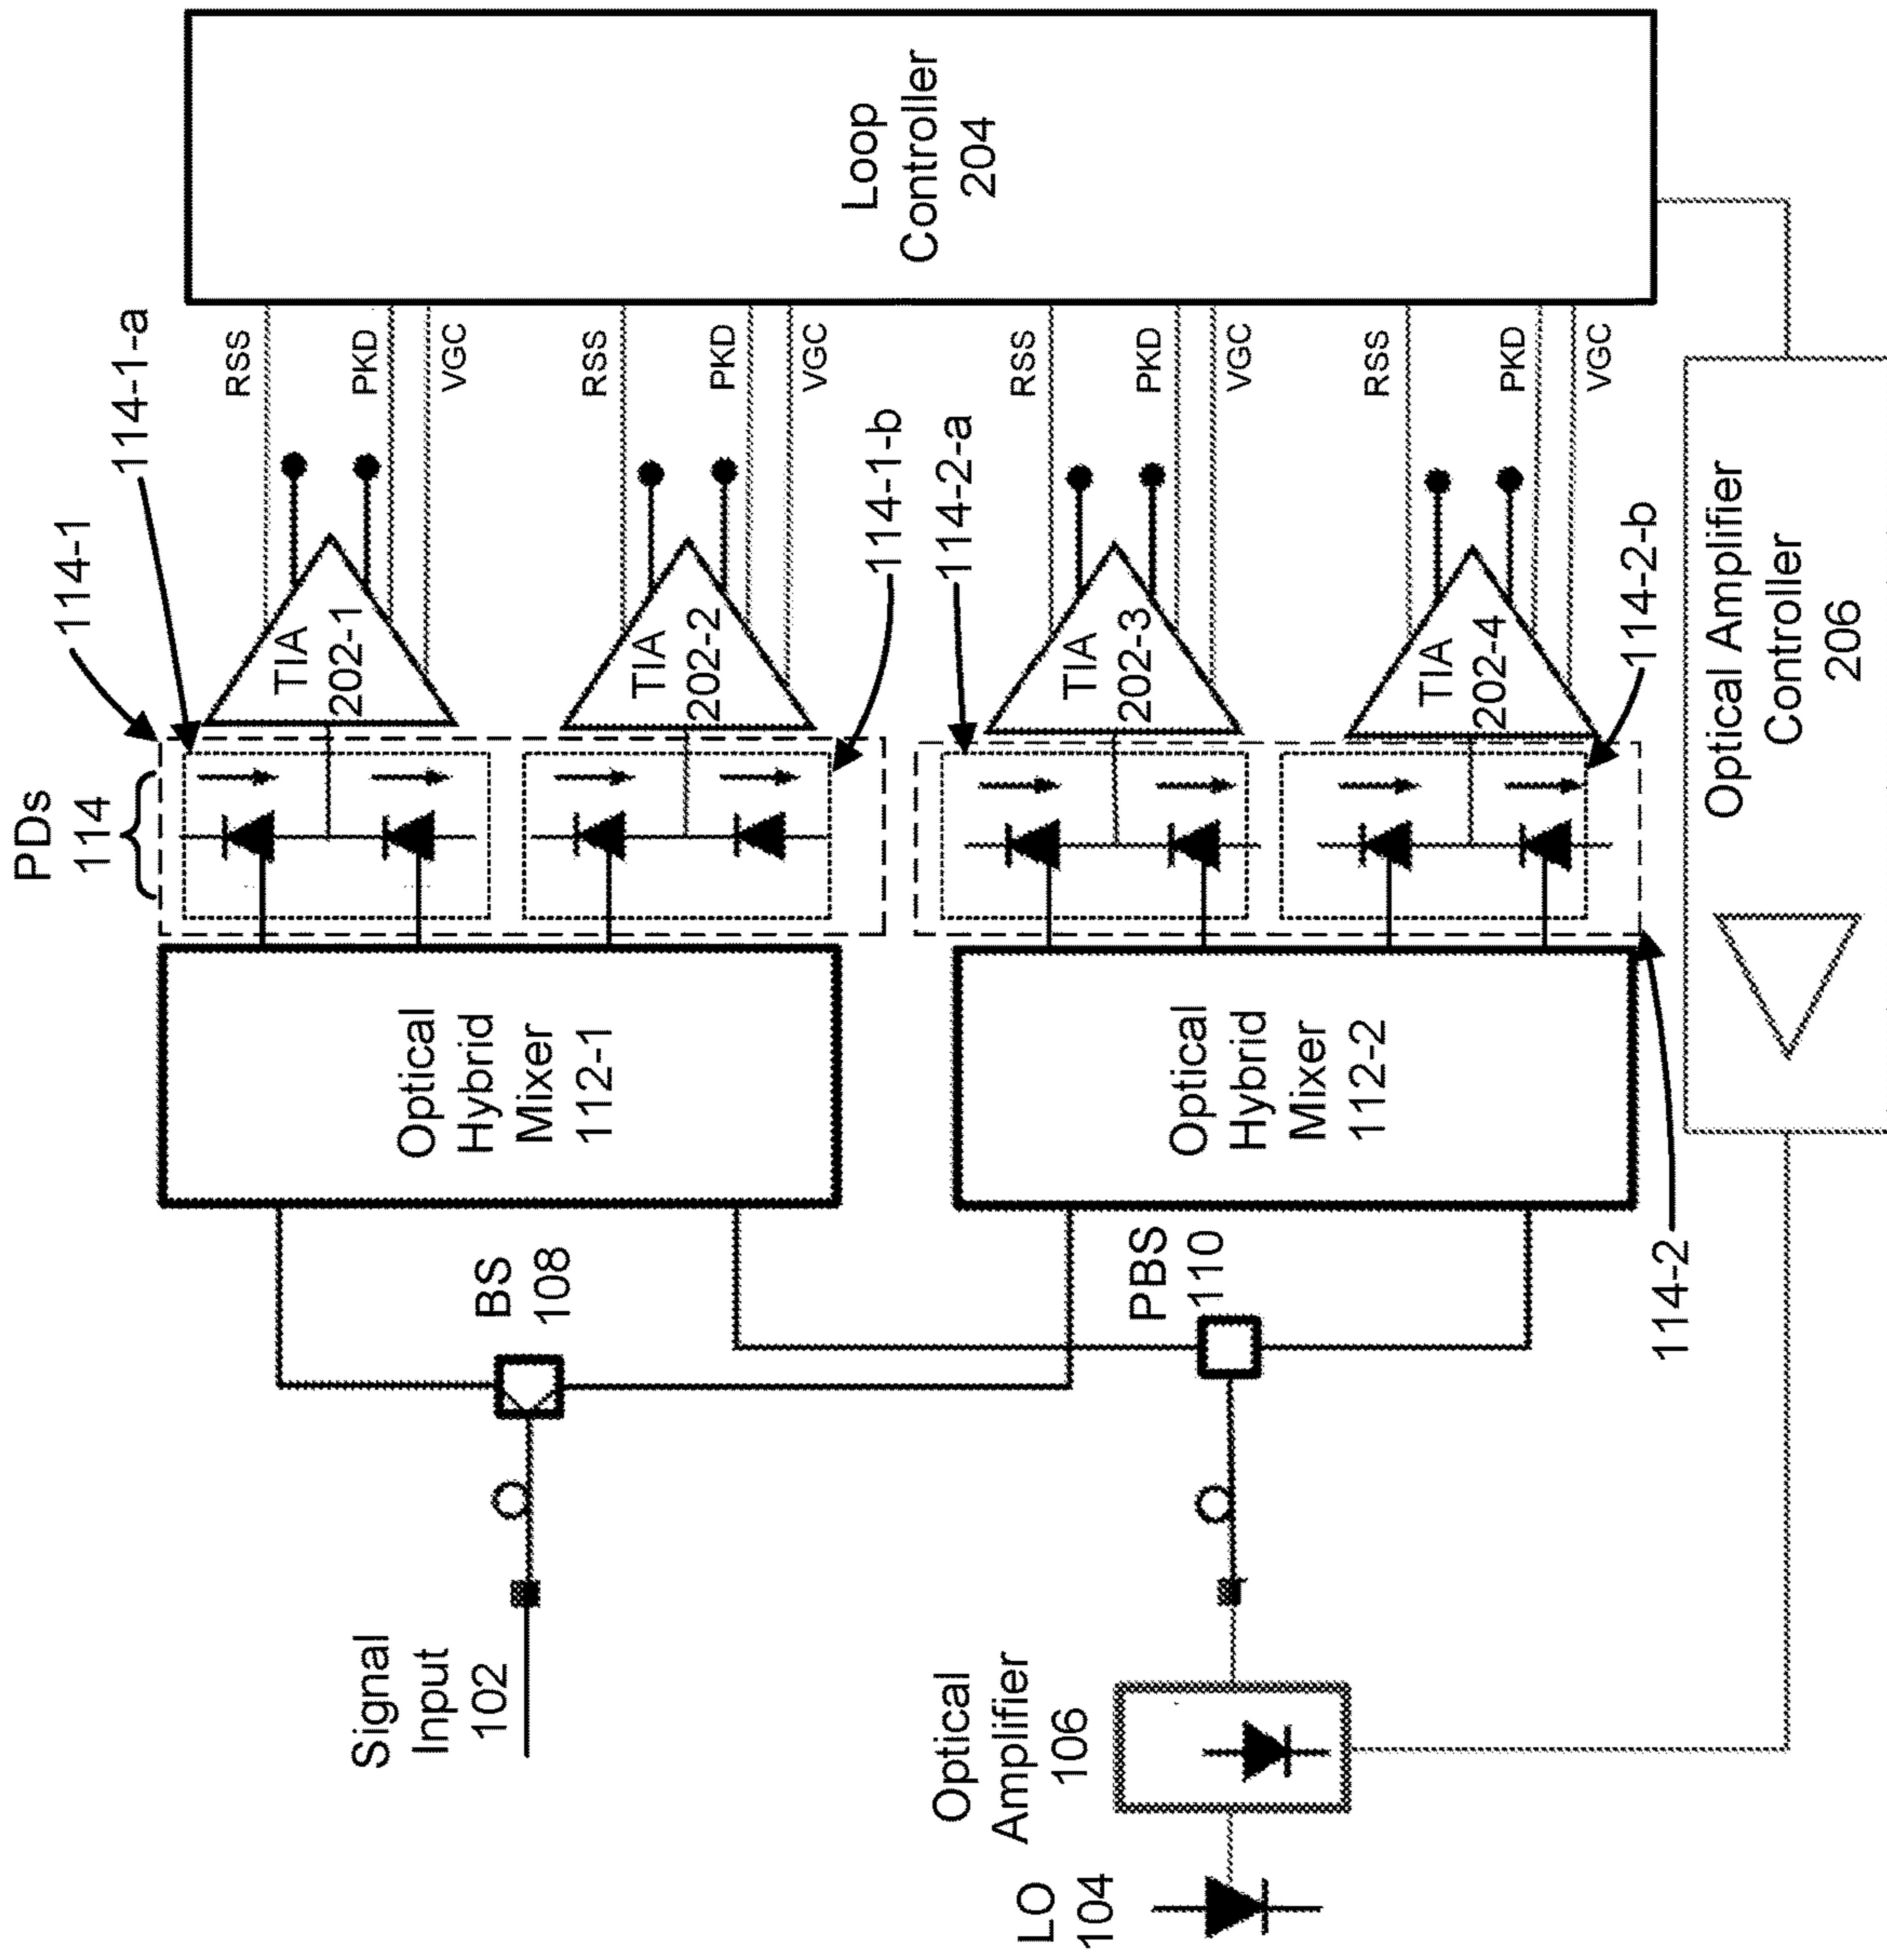 Signal
Input
102
LO
104
Optical
Amplifier
106
BS
108
PBS
110
Optical
Hybrid
Mixer
112-1
Optical
Hybrid
Mixer
112-2
PDs
114
114-1
114-1-a
114-1-b
114-2-a
114-2-b
114-2
TIA
202-1
TIA
202-2
TIA
202-3
TIA
202-4
RSS
PKD
VGC
RSS
PKD
VGC
RSS
PKD
VGC
RSS
PKD
VGC
Loop
Controller
204
Optical Amplifier
Controller
206